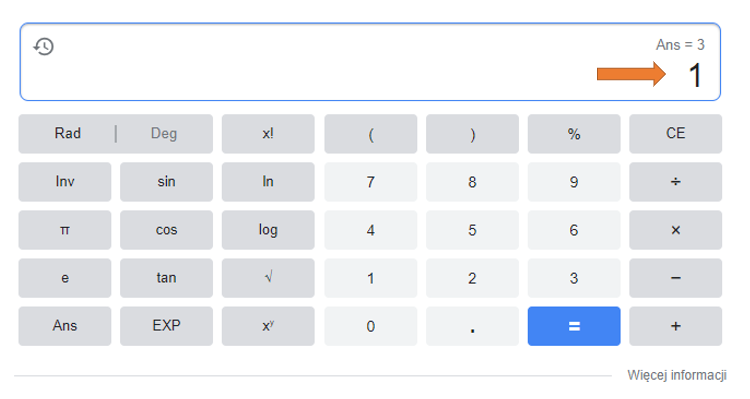 Ans = 3
1
Rad | Deg x! ( ) % CE
Inv sin ln 7 8 9 ÷
π cos log 4 5 6 ×
e tan √ 1 2 3 −
Ans EXP xʸ 0 . = +
Więcej informacji